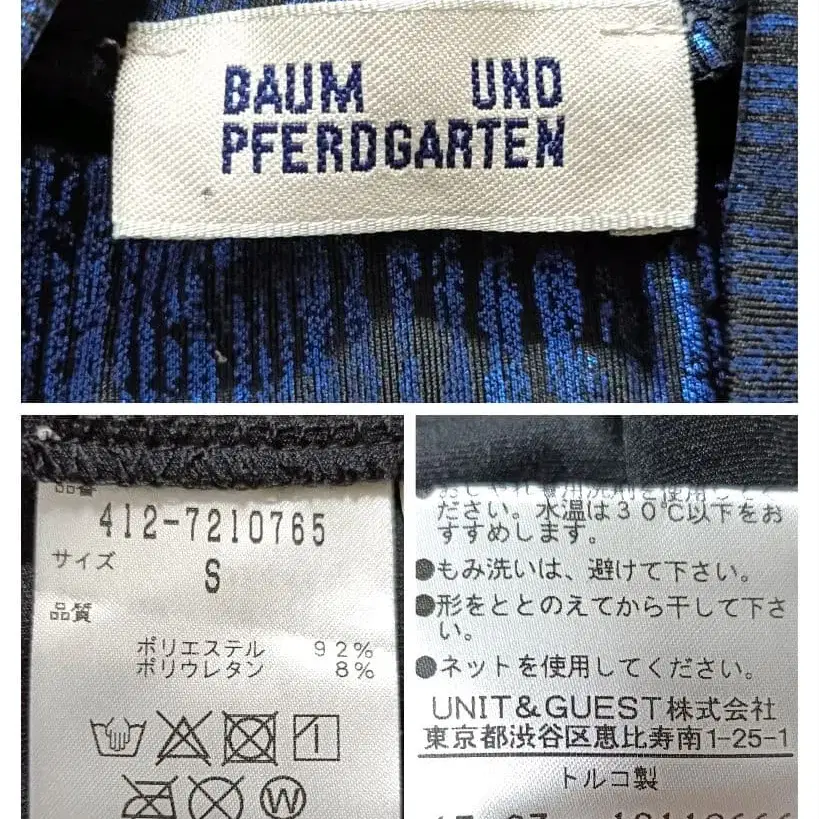 BAUM UND
PFERDGARTEN
品番
412-7210765
サイズ
S
品質
ポリエステル 92%
ポリウレタン 8%
W
ださい。水温は30℃以下をお
すすめします。
●もみ洗いは、避けて下さい。
●形をととのえてから干して下さ
い。
●ネットを使用してください。
UNIT&GUEST株式会社
東京都渋谷区恵比寿南1-25-1
トルコ製